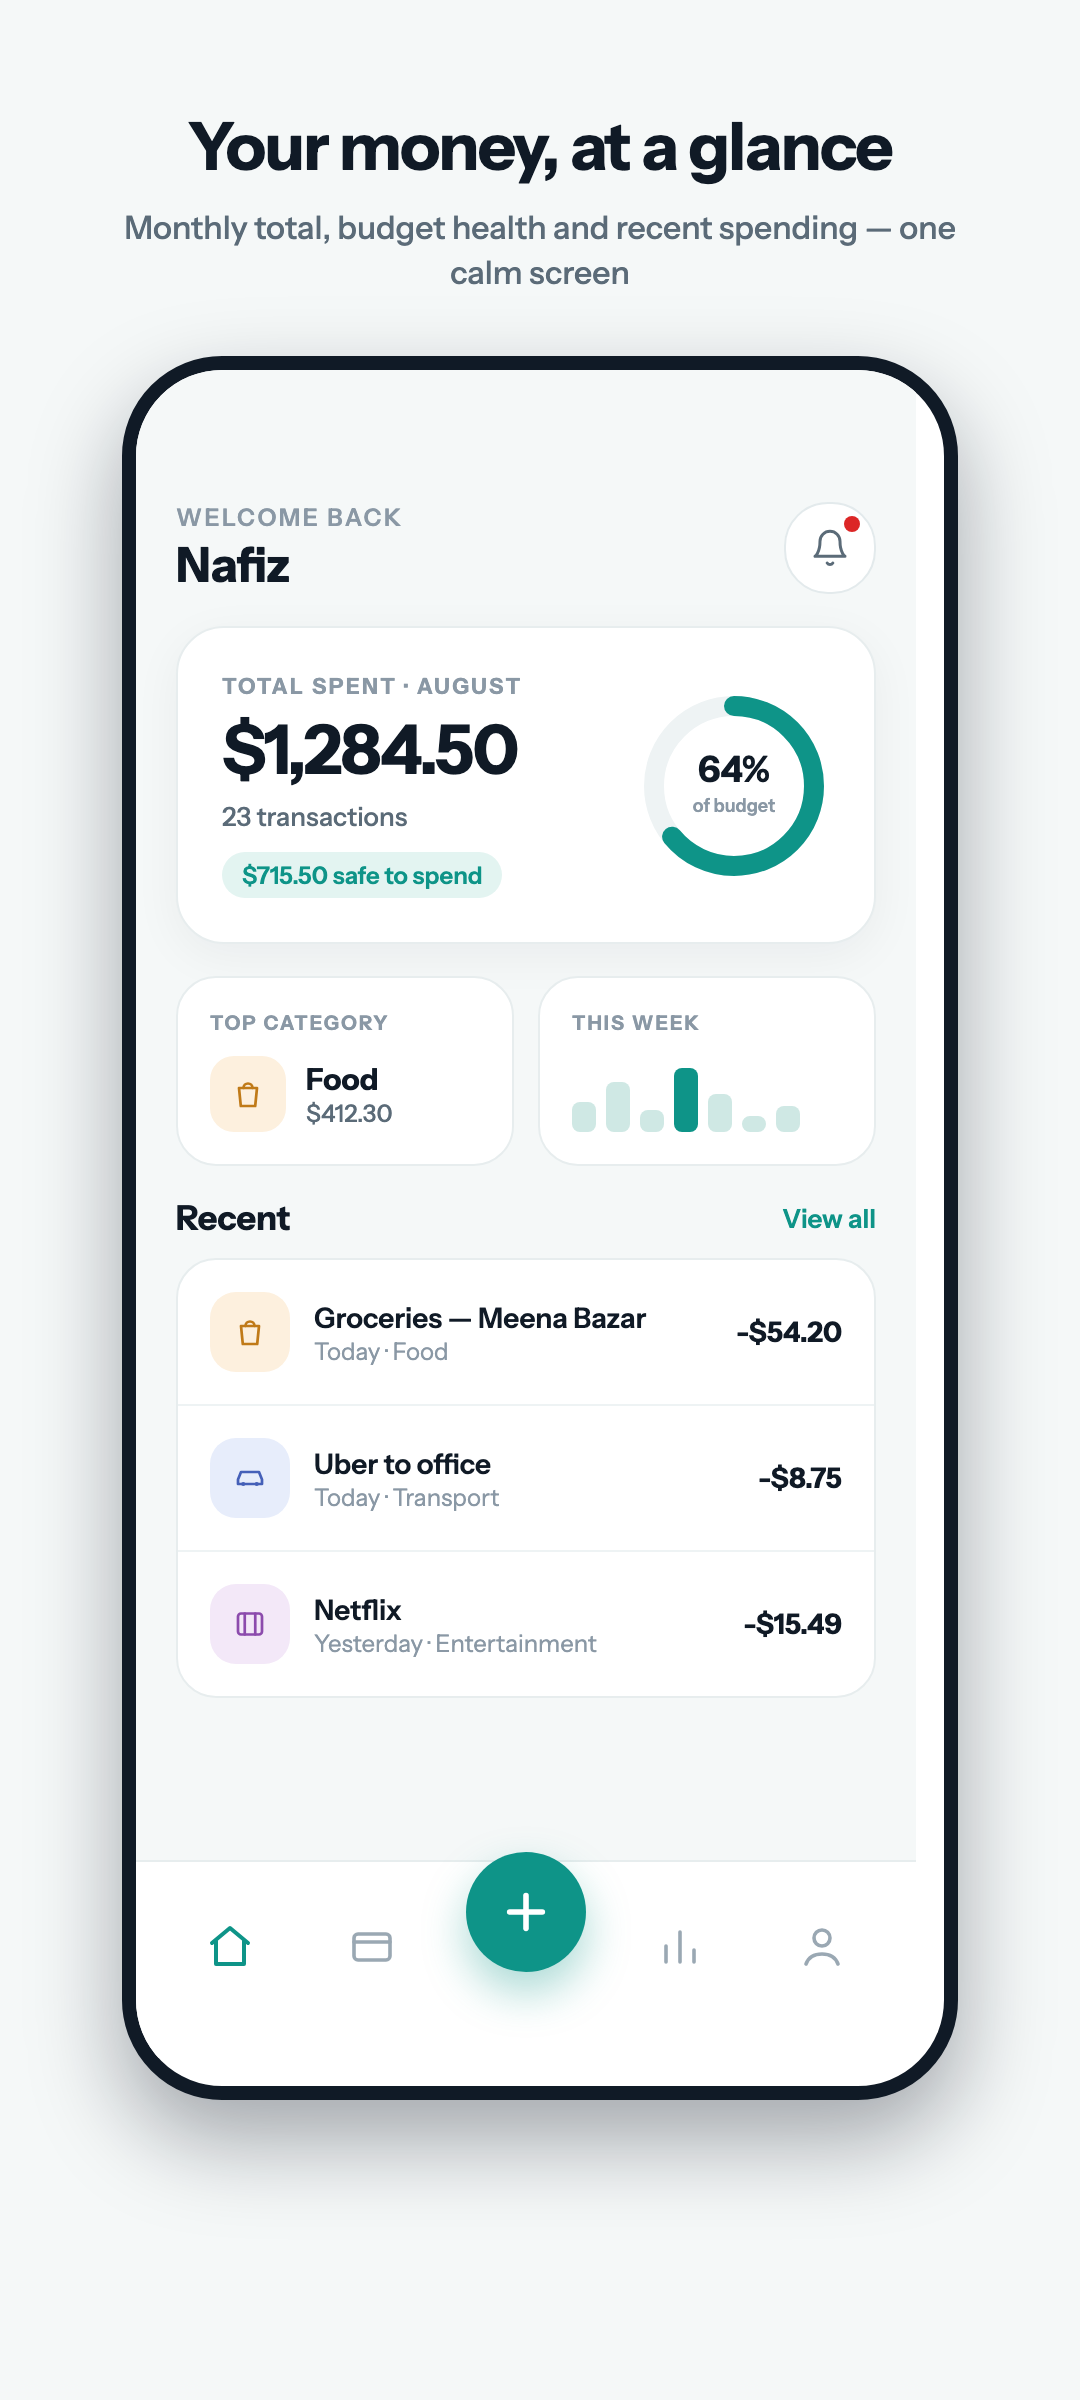 Your money, at a glance
Monthly total, budget health and recent spending — one
calm screen
WELCOME BACK
Nafiz
TOTAL SPENT · AUGUST
$1,284.50
23 transactions
$715.50 safe to spend
64%
of budget
TOP CATEGORY
Food
$412.30
THIS WEEK
Recent
View all
Groceries — Meena Bazar
Today · Food
-$54.20
Uber to office
Today · Transport
-$8.75
Netflix
Yesterday · Entertainment
-$15.49